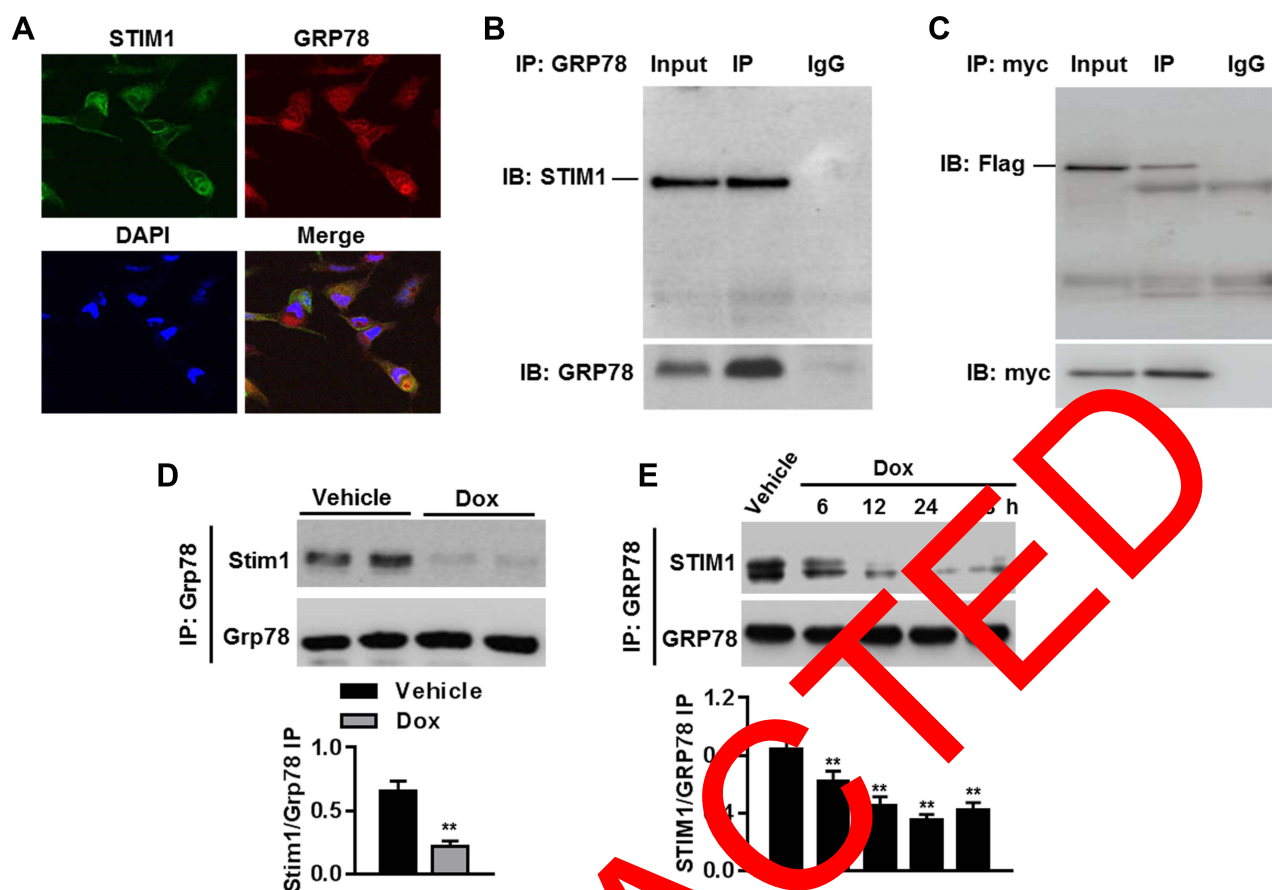 A
STIM1 GRP78
DAPI Merge
B
IP: GRP78 Input IP IgG
IB: STIM1
IB: GRP78
C
IP: myc Input IP IgG
IB: Flag
IB: myc
D
Vehicle Dox
IP: Grp78
Stim1
Grp78
Vehicle
Dox
Stim1/Grp78 IP
1.0
0.5
0.0
**
E
Vehicle Dox
6 12 24 h
IP: GRP78
STIM1
GRP78
STIM1/GRP78 IP
1.2
0.0
** ** ** **
ACTED